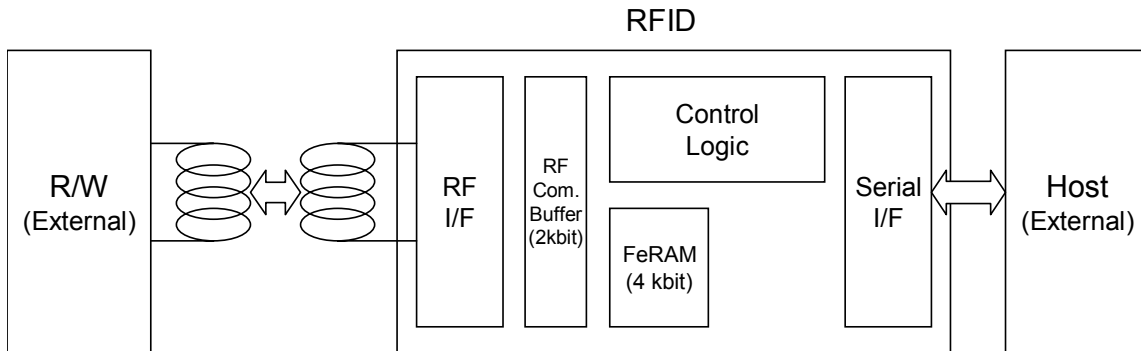 RFID
R/W
(External)
RF
I/F
RF
Com.
Buffer
(2kbit)
Control
Logic
FeRAM
(4 kbit)
Serial
I/F
Host
(External)